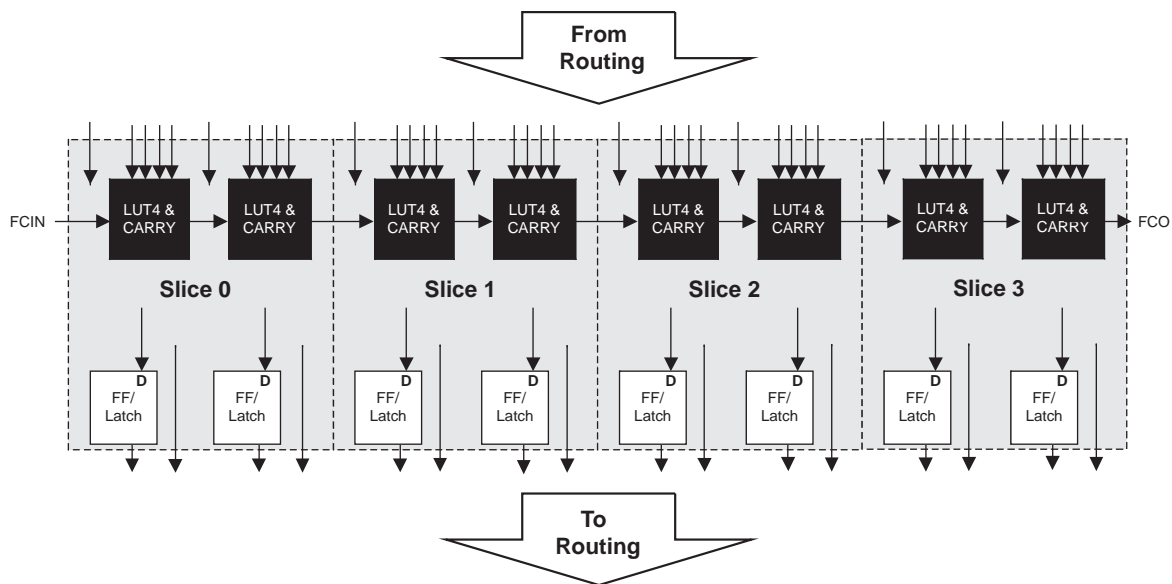 From
Routing
FCIN
LUT4 &
CARRY
LUT4 &
CARRY
LUT4 &
CARRY
LUT4 &
CARRY
LUT4 &
CARRY
LUT4 &
CARRY
LUT4 &
CARRY
LUT4 &
CARRY
FCO
Slice 0
Slice 1
Slice 2
Slice 3
D
FF/
Latch
D
FF/
Latch
D
FF/
Latch
D
FF/
Latch
D
FF/
Latch
D
FF/
Latch
D
FF/
Latch
D
FF/
Latch
To
Routing